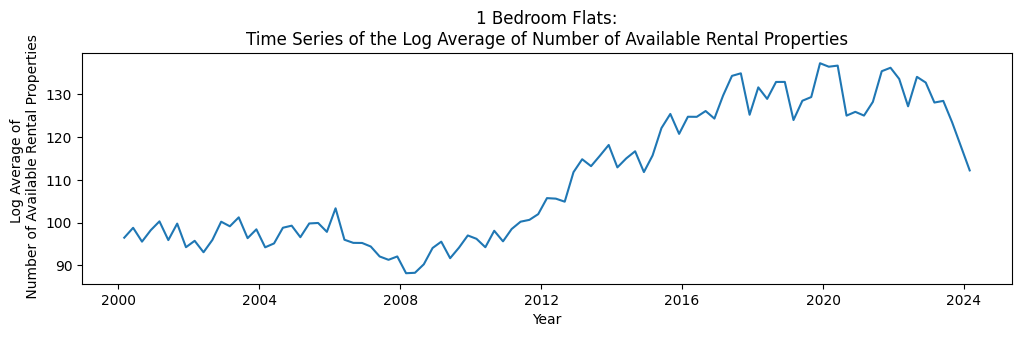 1 Bedroom Flats:
Time Series of the Log Average of Number of Available Rental Properties
Log Average of
Number of Available Rental Properties
130
120
110
100
90
2000 2004 2008 2012 2016 2020 2024
Year